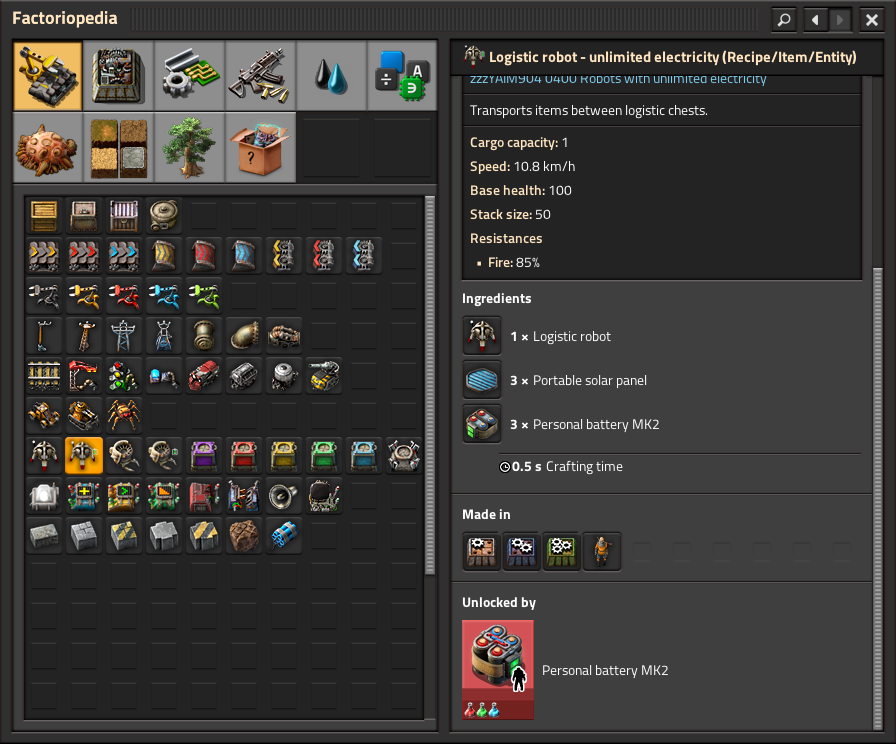 Factoriopedia
Logistic robot - unlimited electricity (Recipe/Item/Entity)
zzzYAIM904 0400 Robots with unlimited electricity
Transports items between logistic chests.
Cargo capacity: 1
Speed: 10.8 km/h
Base health: 100
Stack size: 50
Resistances
• Fire: 85%
Ingredients
1 × Logistic robot
3 × Portable solar panel
3 × Personal battery MK2
0.5 s Crafting time
Made in
Unlocked by
Personal battery MK2